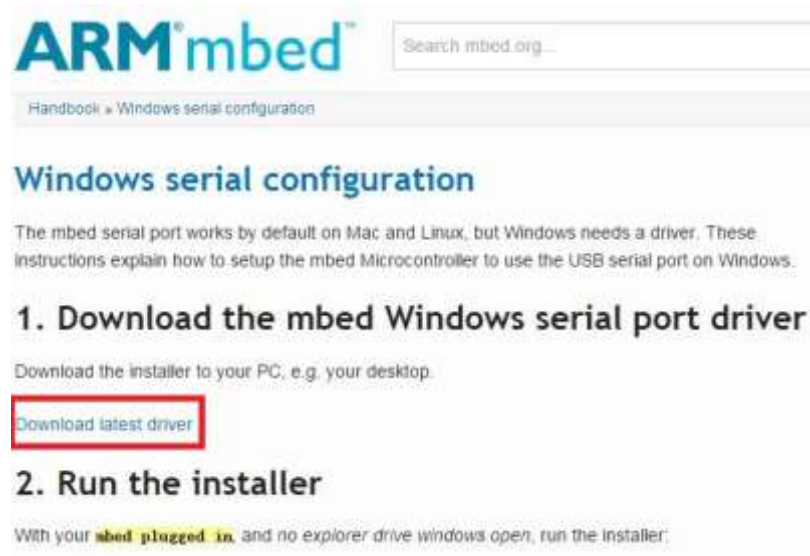 ARM®mbed™
Search mbed.org...
Handbook » Windows serial configuration
Windows serial configuration
The mbed serial port works by default on Mac and Linux, but Windows needs a driver. These
instructions explain how to setup the mbed Microcontroller to use the USB serial port on Windows.
1. Download the mbed Windows serial port driver
Download the installer to your PC, e.g. your desktop.
Download latest driver
2. Run the installer
With your mbed plugged in, and no explorer drive windows open, run the installer: